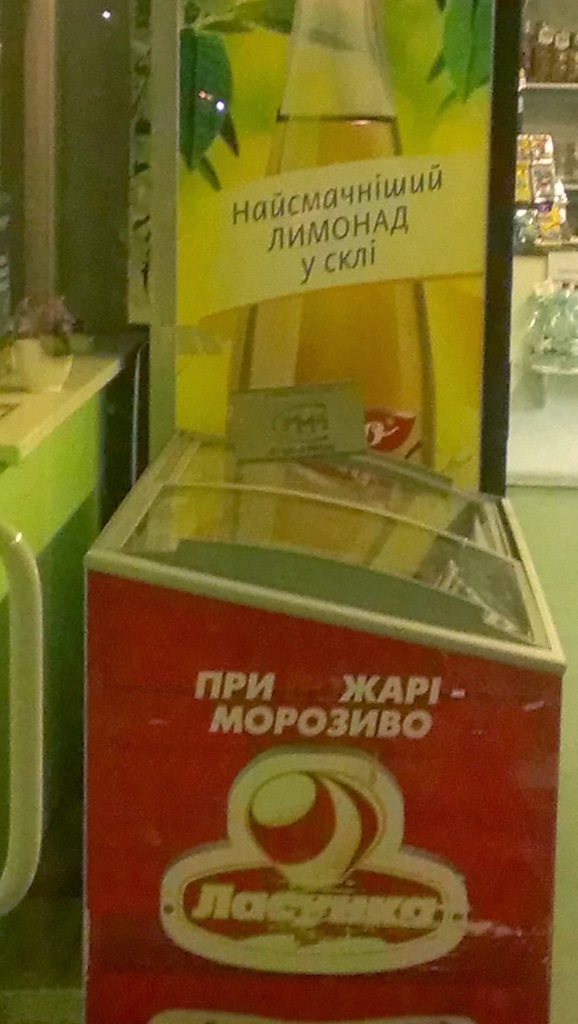 Найсмачніший
ЛИМОНАД
у склі
ПРИ ЖАРІ -
МОРОЗИВО
Ласунка